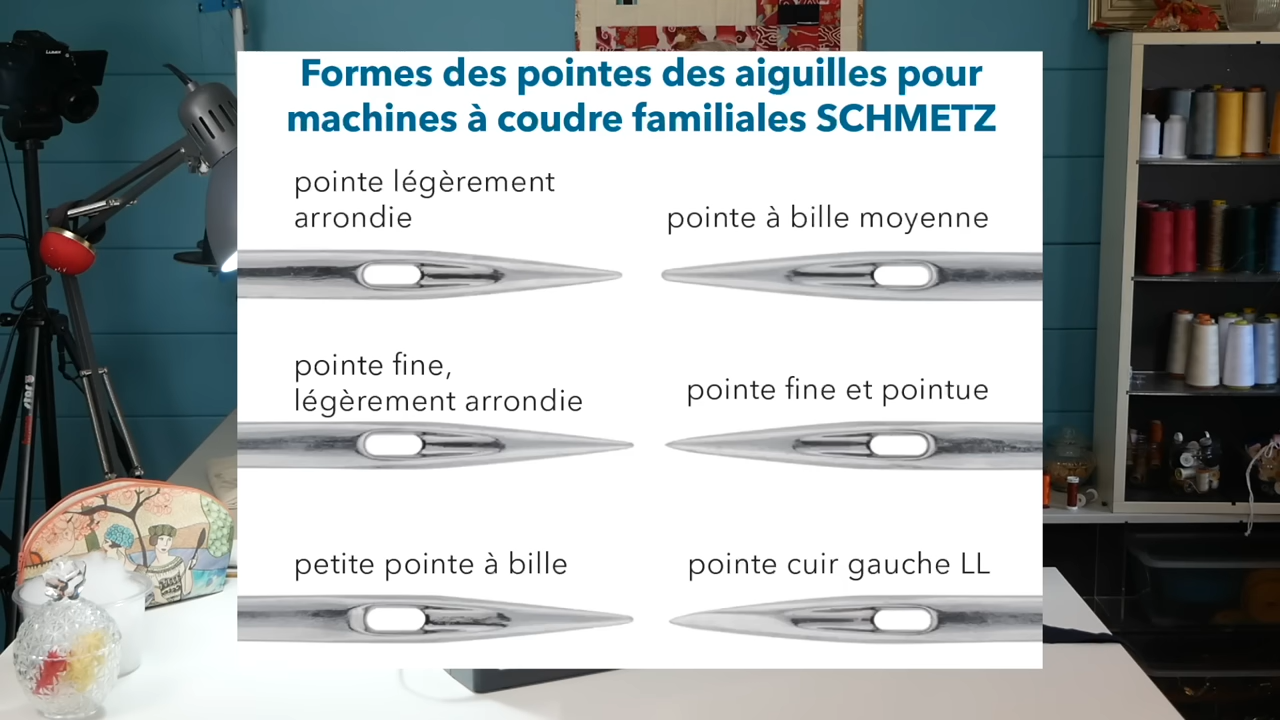 Formes des pointes des aiguilles pour
machines à coudre familiales SCHMETZ
pointe légèrement
arrondie
pointe à bille moyenne
pointe fine,
légèrement arrondie
pointe fine et pointue
petite pointe à bille
pointe cuir gauche LL